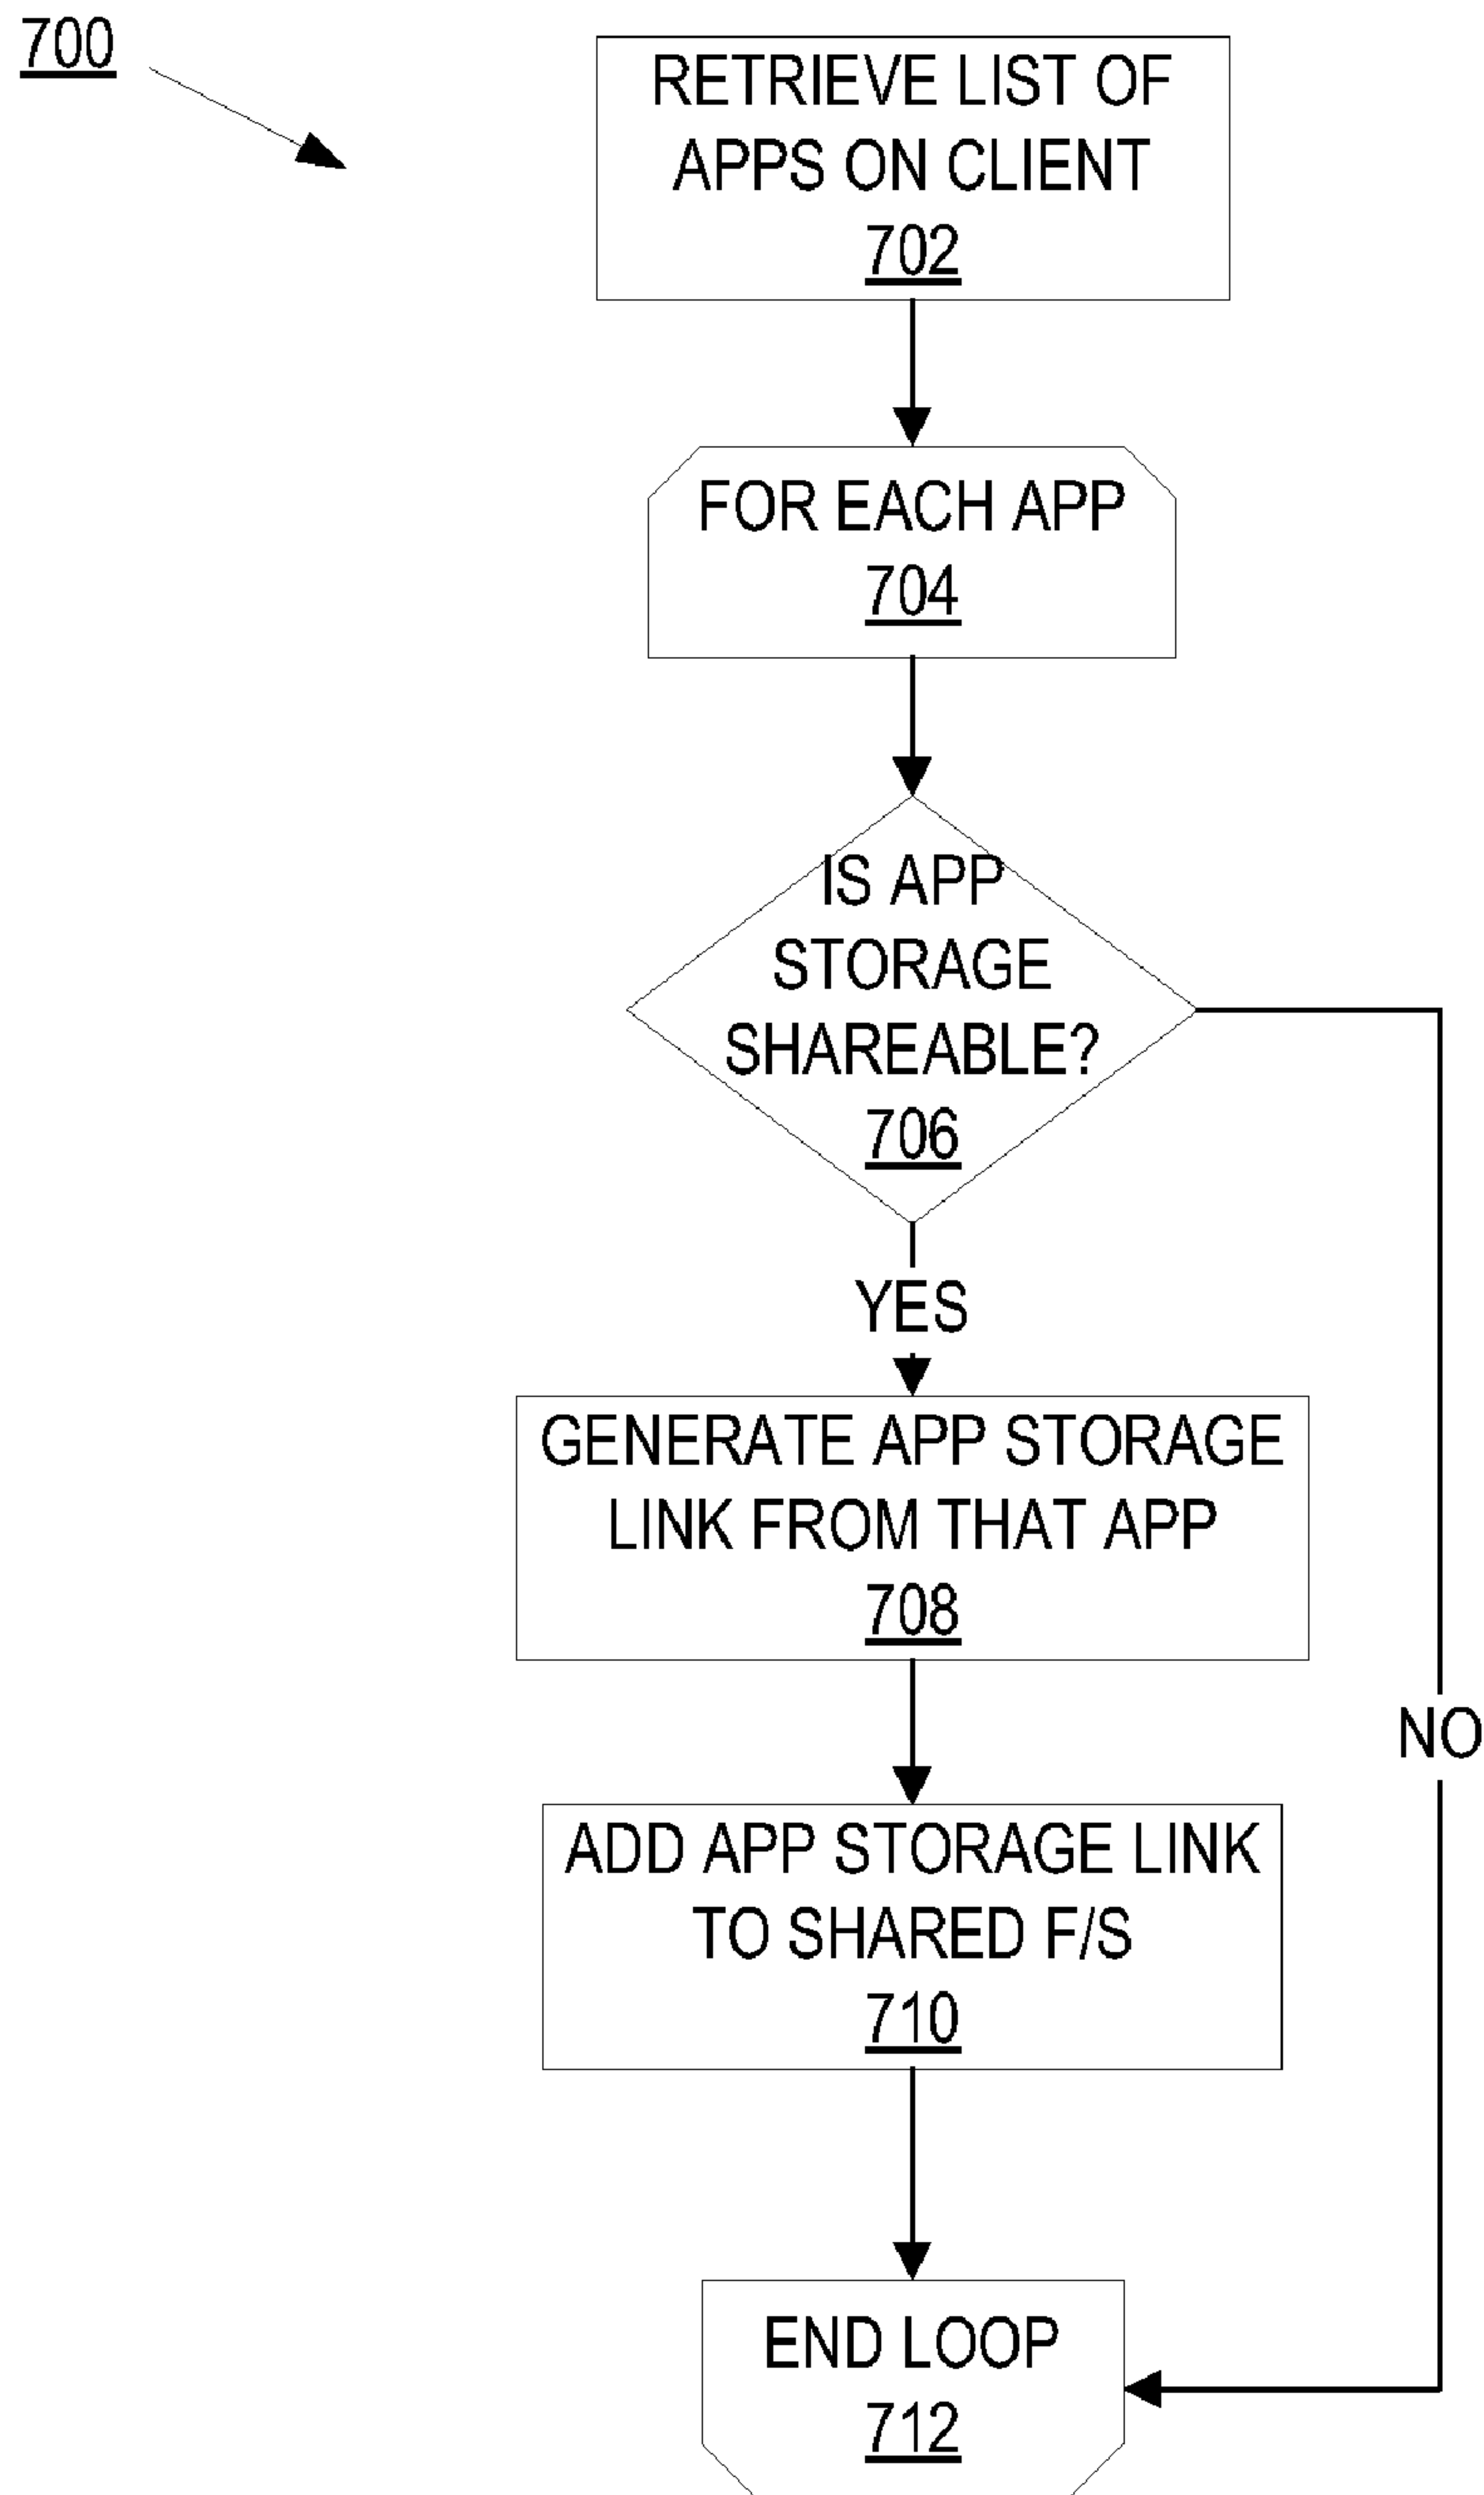 700
RETRIEVE LIST OF
APPS ON CLIENT
702
FOR EACH APP
704
IS APP
STORAGE
SHAREABLE?
706
YES
GENERATE APP STORAGE
LINK FROM THAT APP
708
NO
ADD APP STORAGE LINK
TO SHARED F/S
710
END LOOP
712